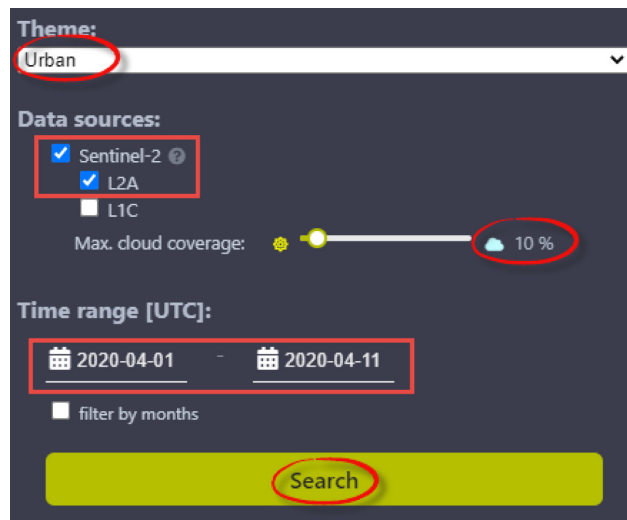 Theme:
Urban
Data sources:
Sentinel-2
L2A
L1C
Max. cloud coverage: 10 %
Time range [UTC]:
2020-04-01 - 2020-04-11
filter by months
Search